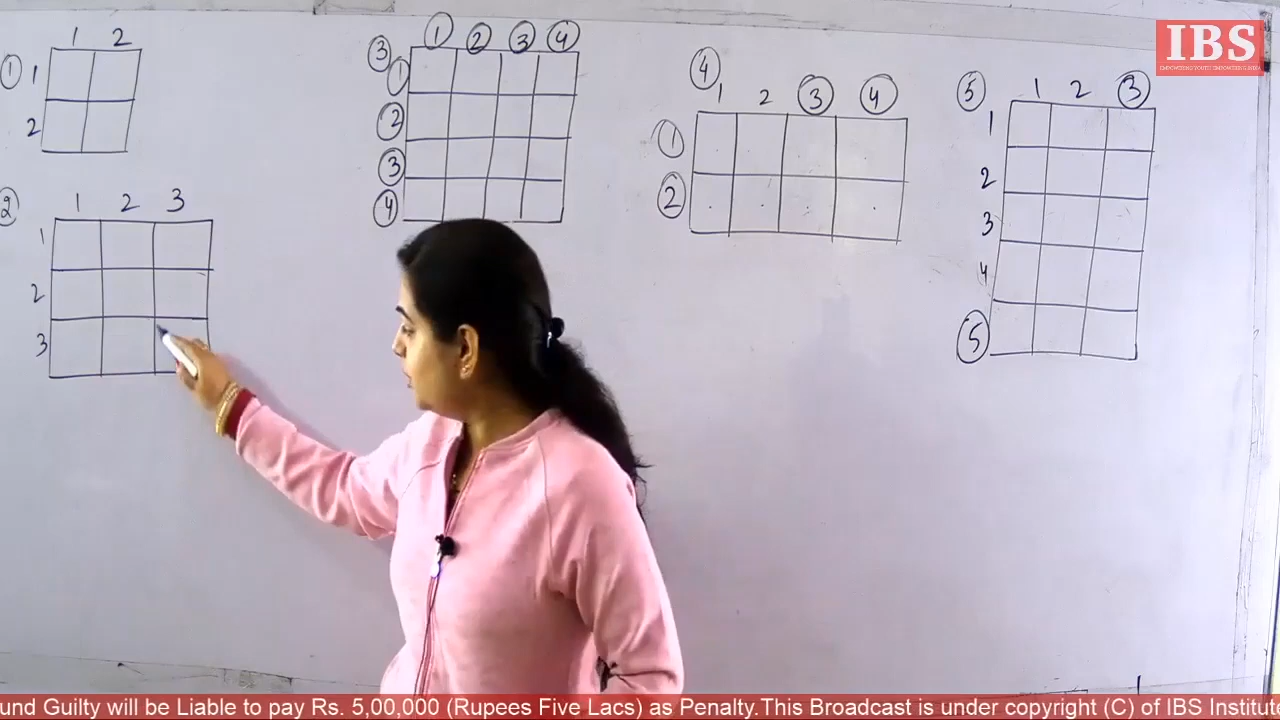 ① 1 2
1
2
② 1 2 3
1
2
3
③ ① ② ③ ④
①
②
③
④
④ 1 2 ③ ④
①
②
⑤ 1 2 ③
1
2
3
4
⑤
IBS
und Guilty will be Liable to pay Rs. 5,00,000 (Rupees Five Lacs) as Penalty.This Broadcast is under copyright (C) of IBS Institute